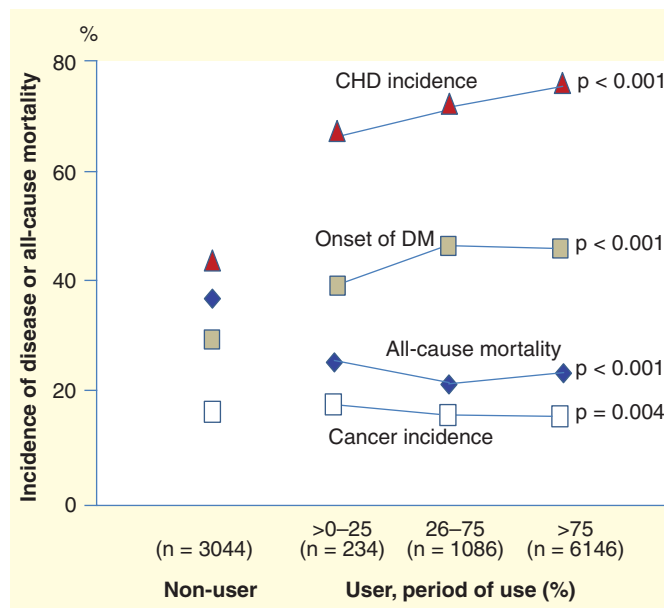 %
80
60
40
20
0
Incidence of disease or all-cause mortality
CHD incidence
p < 0.001
Onset of DM
p < 0.001
All-cause mortality
p < 0.001
p = 0.004
Cancer incidence
>0–25
26–75
>75
(n = 3044)
(n = 234)
(n = 1086)
(n = 6146)
Non-user
User, period of use (%)